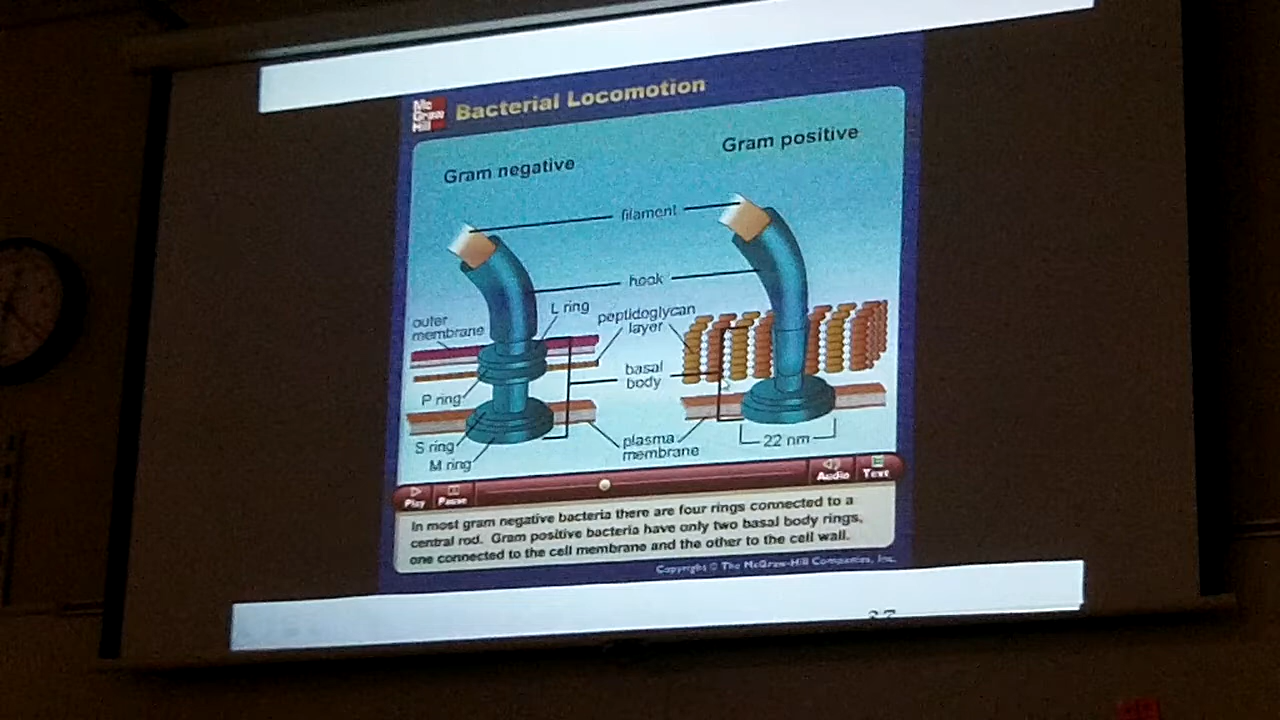 Mc
Graw
Hill
Bacterial Locomotion
Gram negative
Gram positive
filament
hook
L ring
outer
membrane
peptidoglycan
layer
basal
body
P ring
S ring
M ring
plasma
membrane
22 nm
Play
Pause
Audio
Text
In most gram negative bacteria there are four rings connected to a
central rod. Gram positive bacteria have only two basal body rings,
one connected to the cell membrane and the other to the cell wall.
Copyright © The McGraw-Hill Companies, Inc.